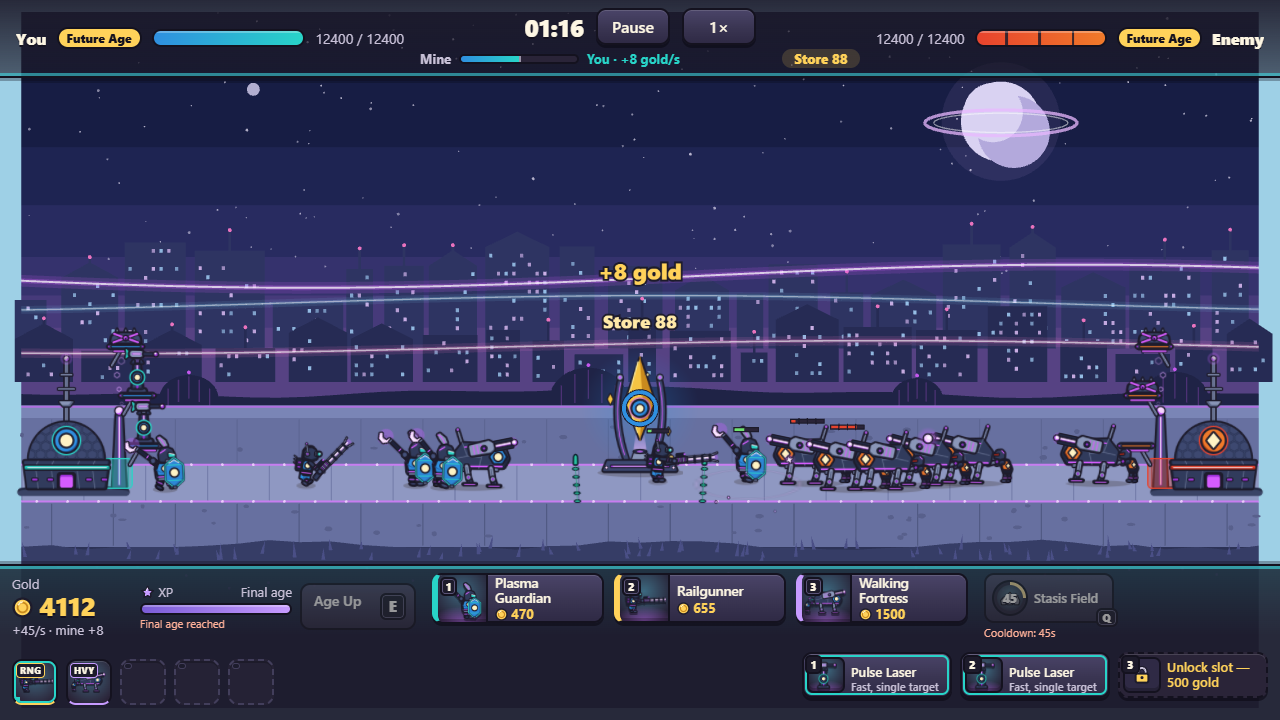 You
Future Age
12400 / 12400
01:16
Pause
1×
12400 / 12400
Future Age
Enemy
Mine
You · +8 gold/s
Store 88
+8 gold
Store 88
Gold
4112
+45/s · mine +8
XP
Final age
Final age reached
Age Up
E
1
Plasma
Guardian
470
2
Railgunner
655
3
Walking
Fortress
1500
45
Stasis Field
Q
Cooldown: 45s
RNG
HVY
1
Pulse Laser
Fast, single target
2
Pulse Laser
Fast, single target
3
Unlock slot —
500 gold